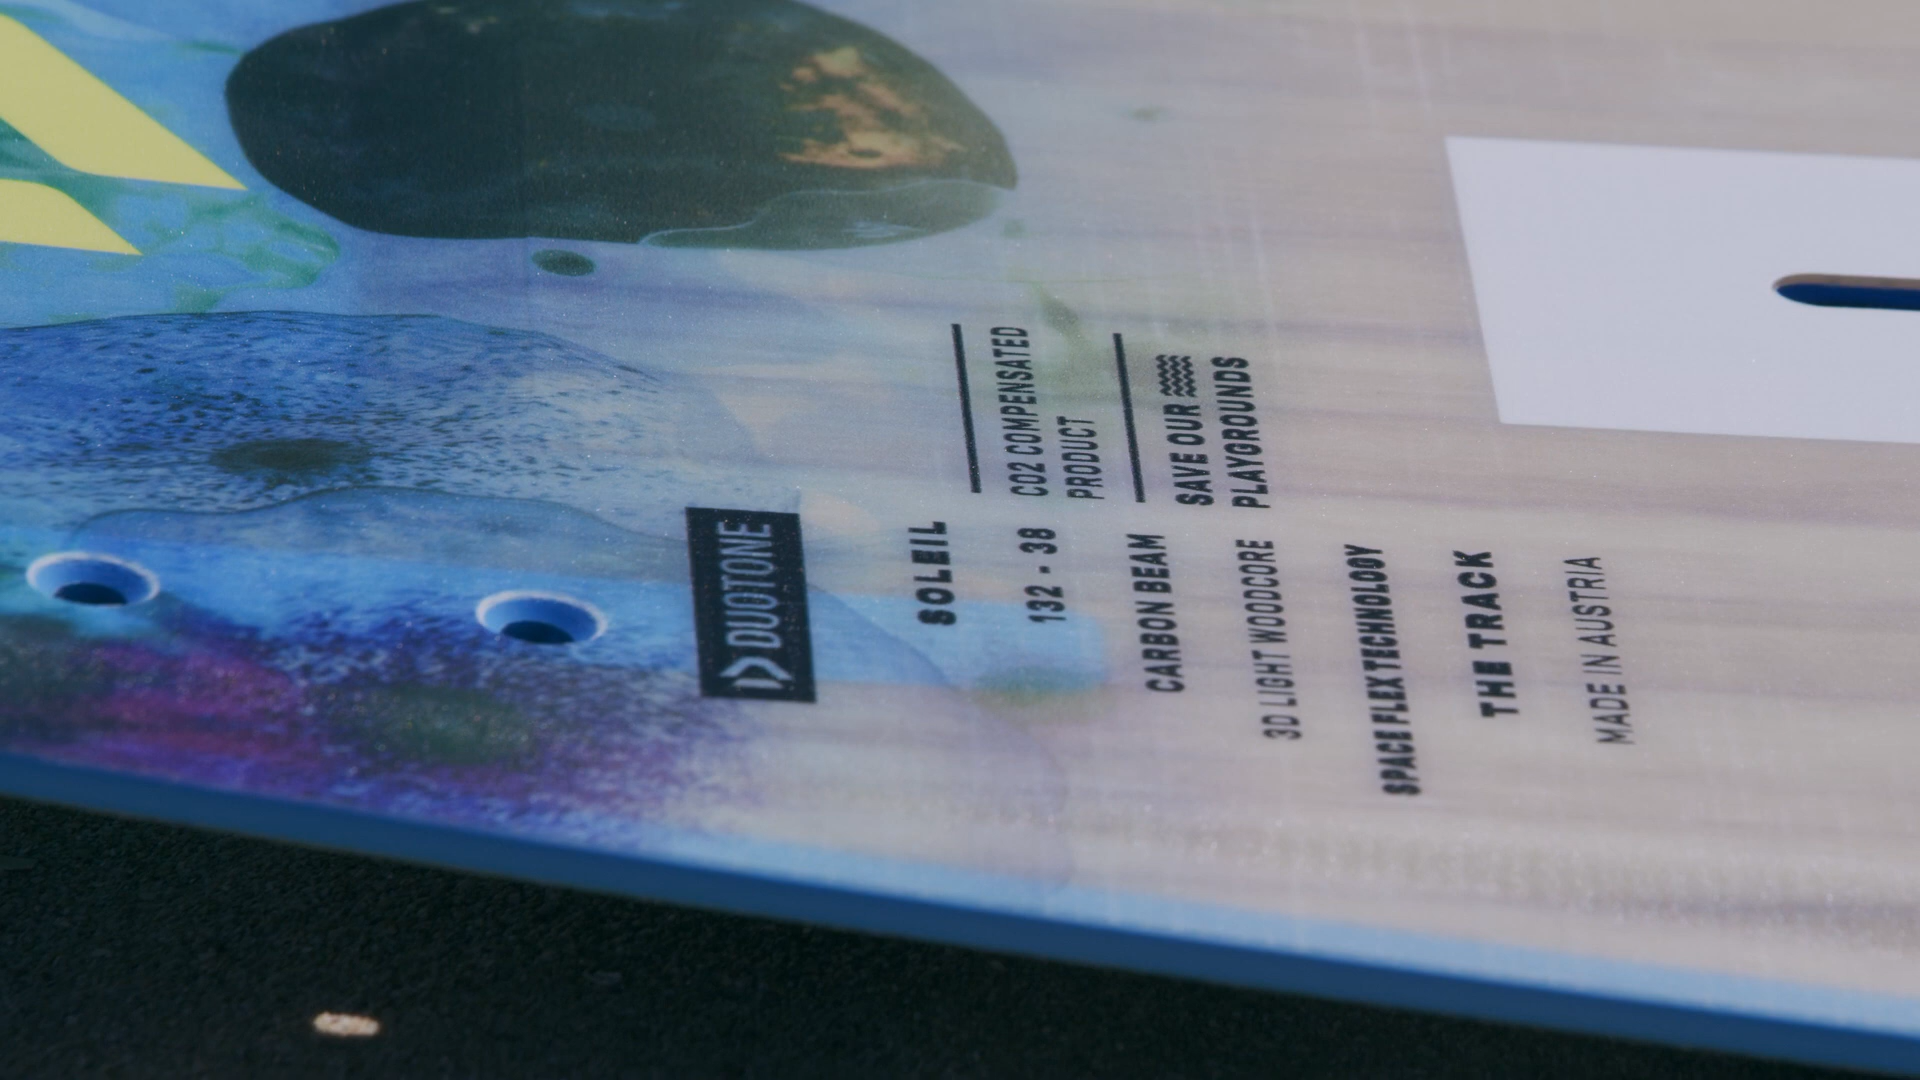 DUOTONE
SOLEIL
132 - 38
CARBON BEAM
3D LIGHT WOODCORE
SPACE FLEX TECHNOLOGY
THE TRACK
MADE IN AUSTRIA
CO2 COMPENSATED
PRODUCT
SAVE OUR
PLAYGROUNDS